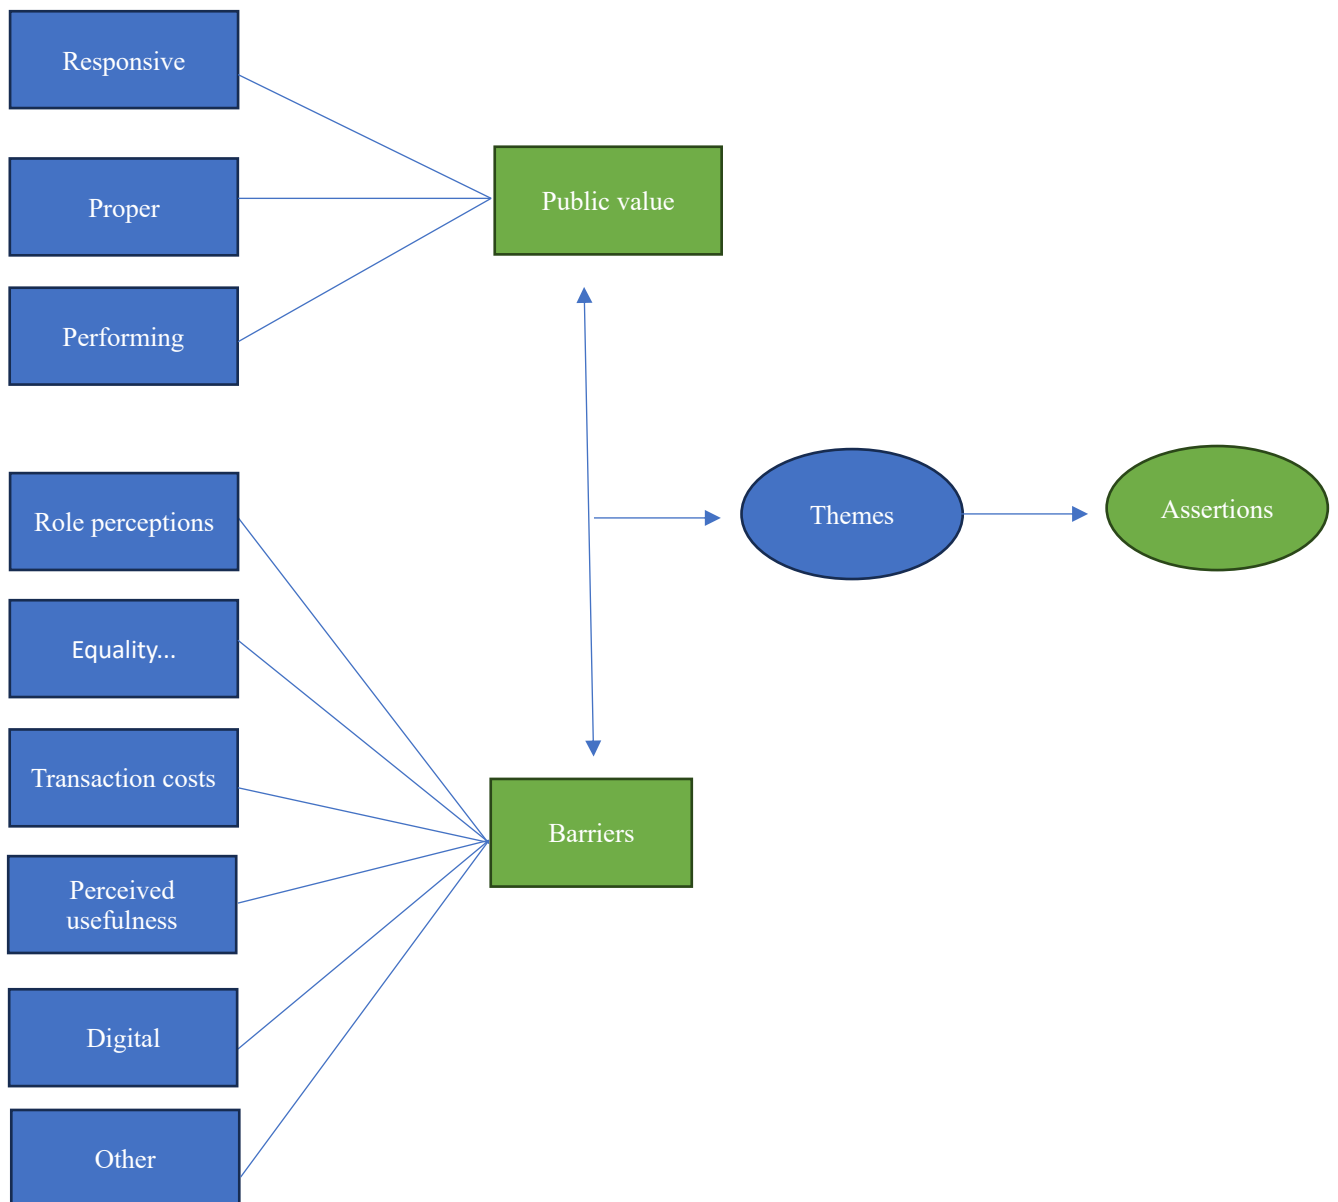 Responsive
Proper
Performing
Public value
Role perceptions
Equality...
Transaction costs
Perceived
usefulness
Digital
Other
Barriers
Themes
Assertions